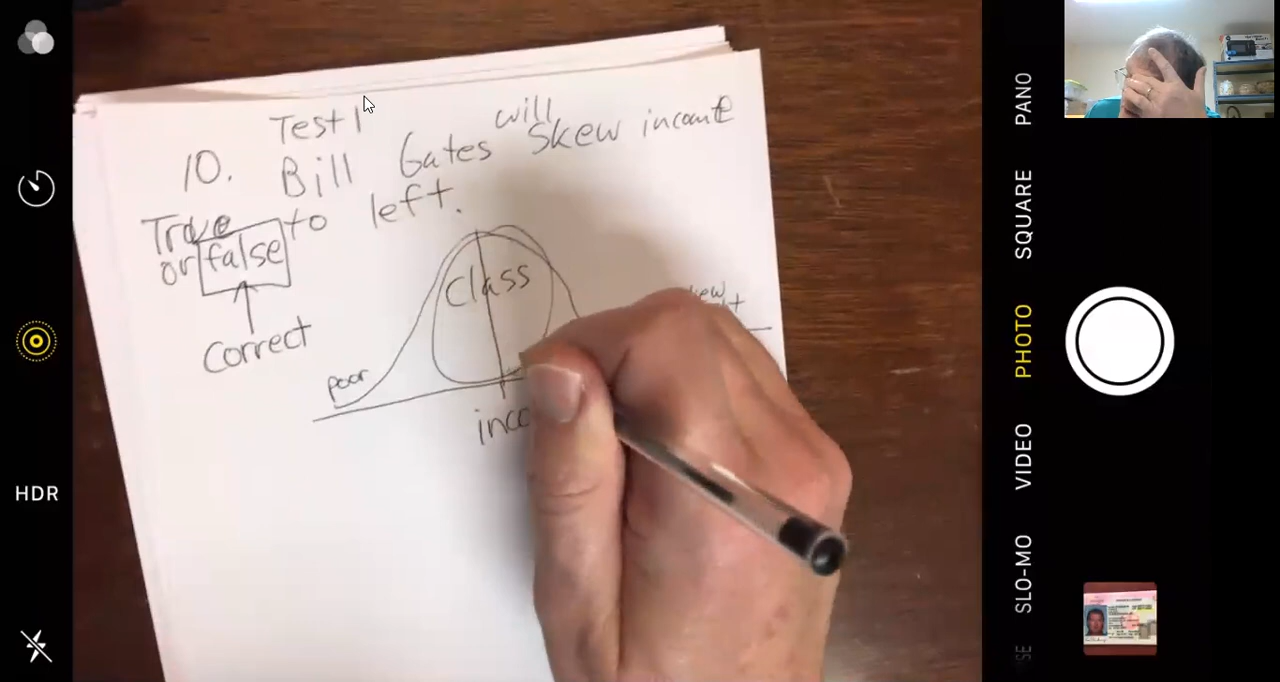 Test 1
10. Bill Gates will skew income
True to left.
or false
Correct
class
poor
PANO
SQUARE
PHOTO
VIDEO
SLO-MO
HDR